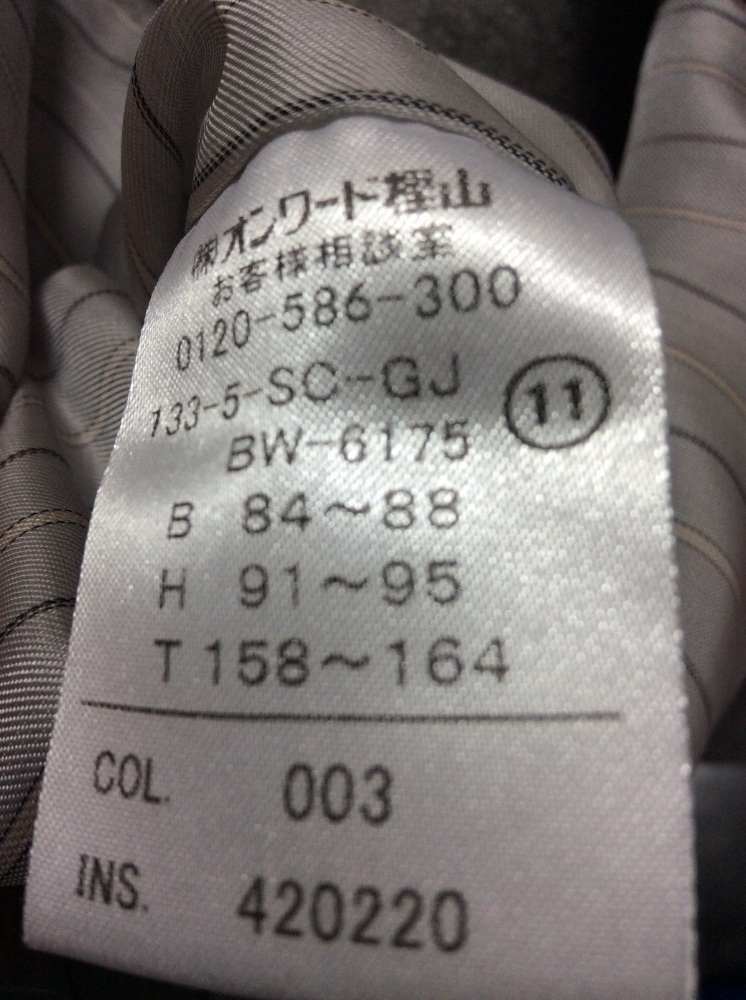 ㈱オンワード樫山
お客様相談室
0120-586-300
133-5-SC-GJ
⑪
BW-6175
B 84~88
H 91~95
T 158~164
COL. 003
INS. 420220